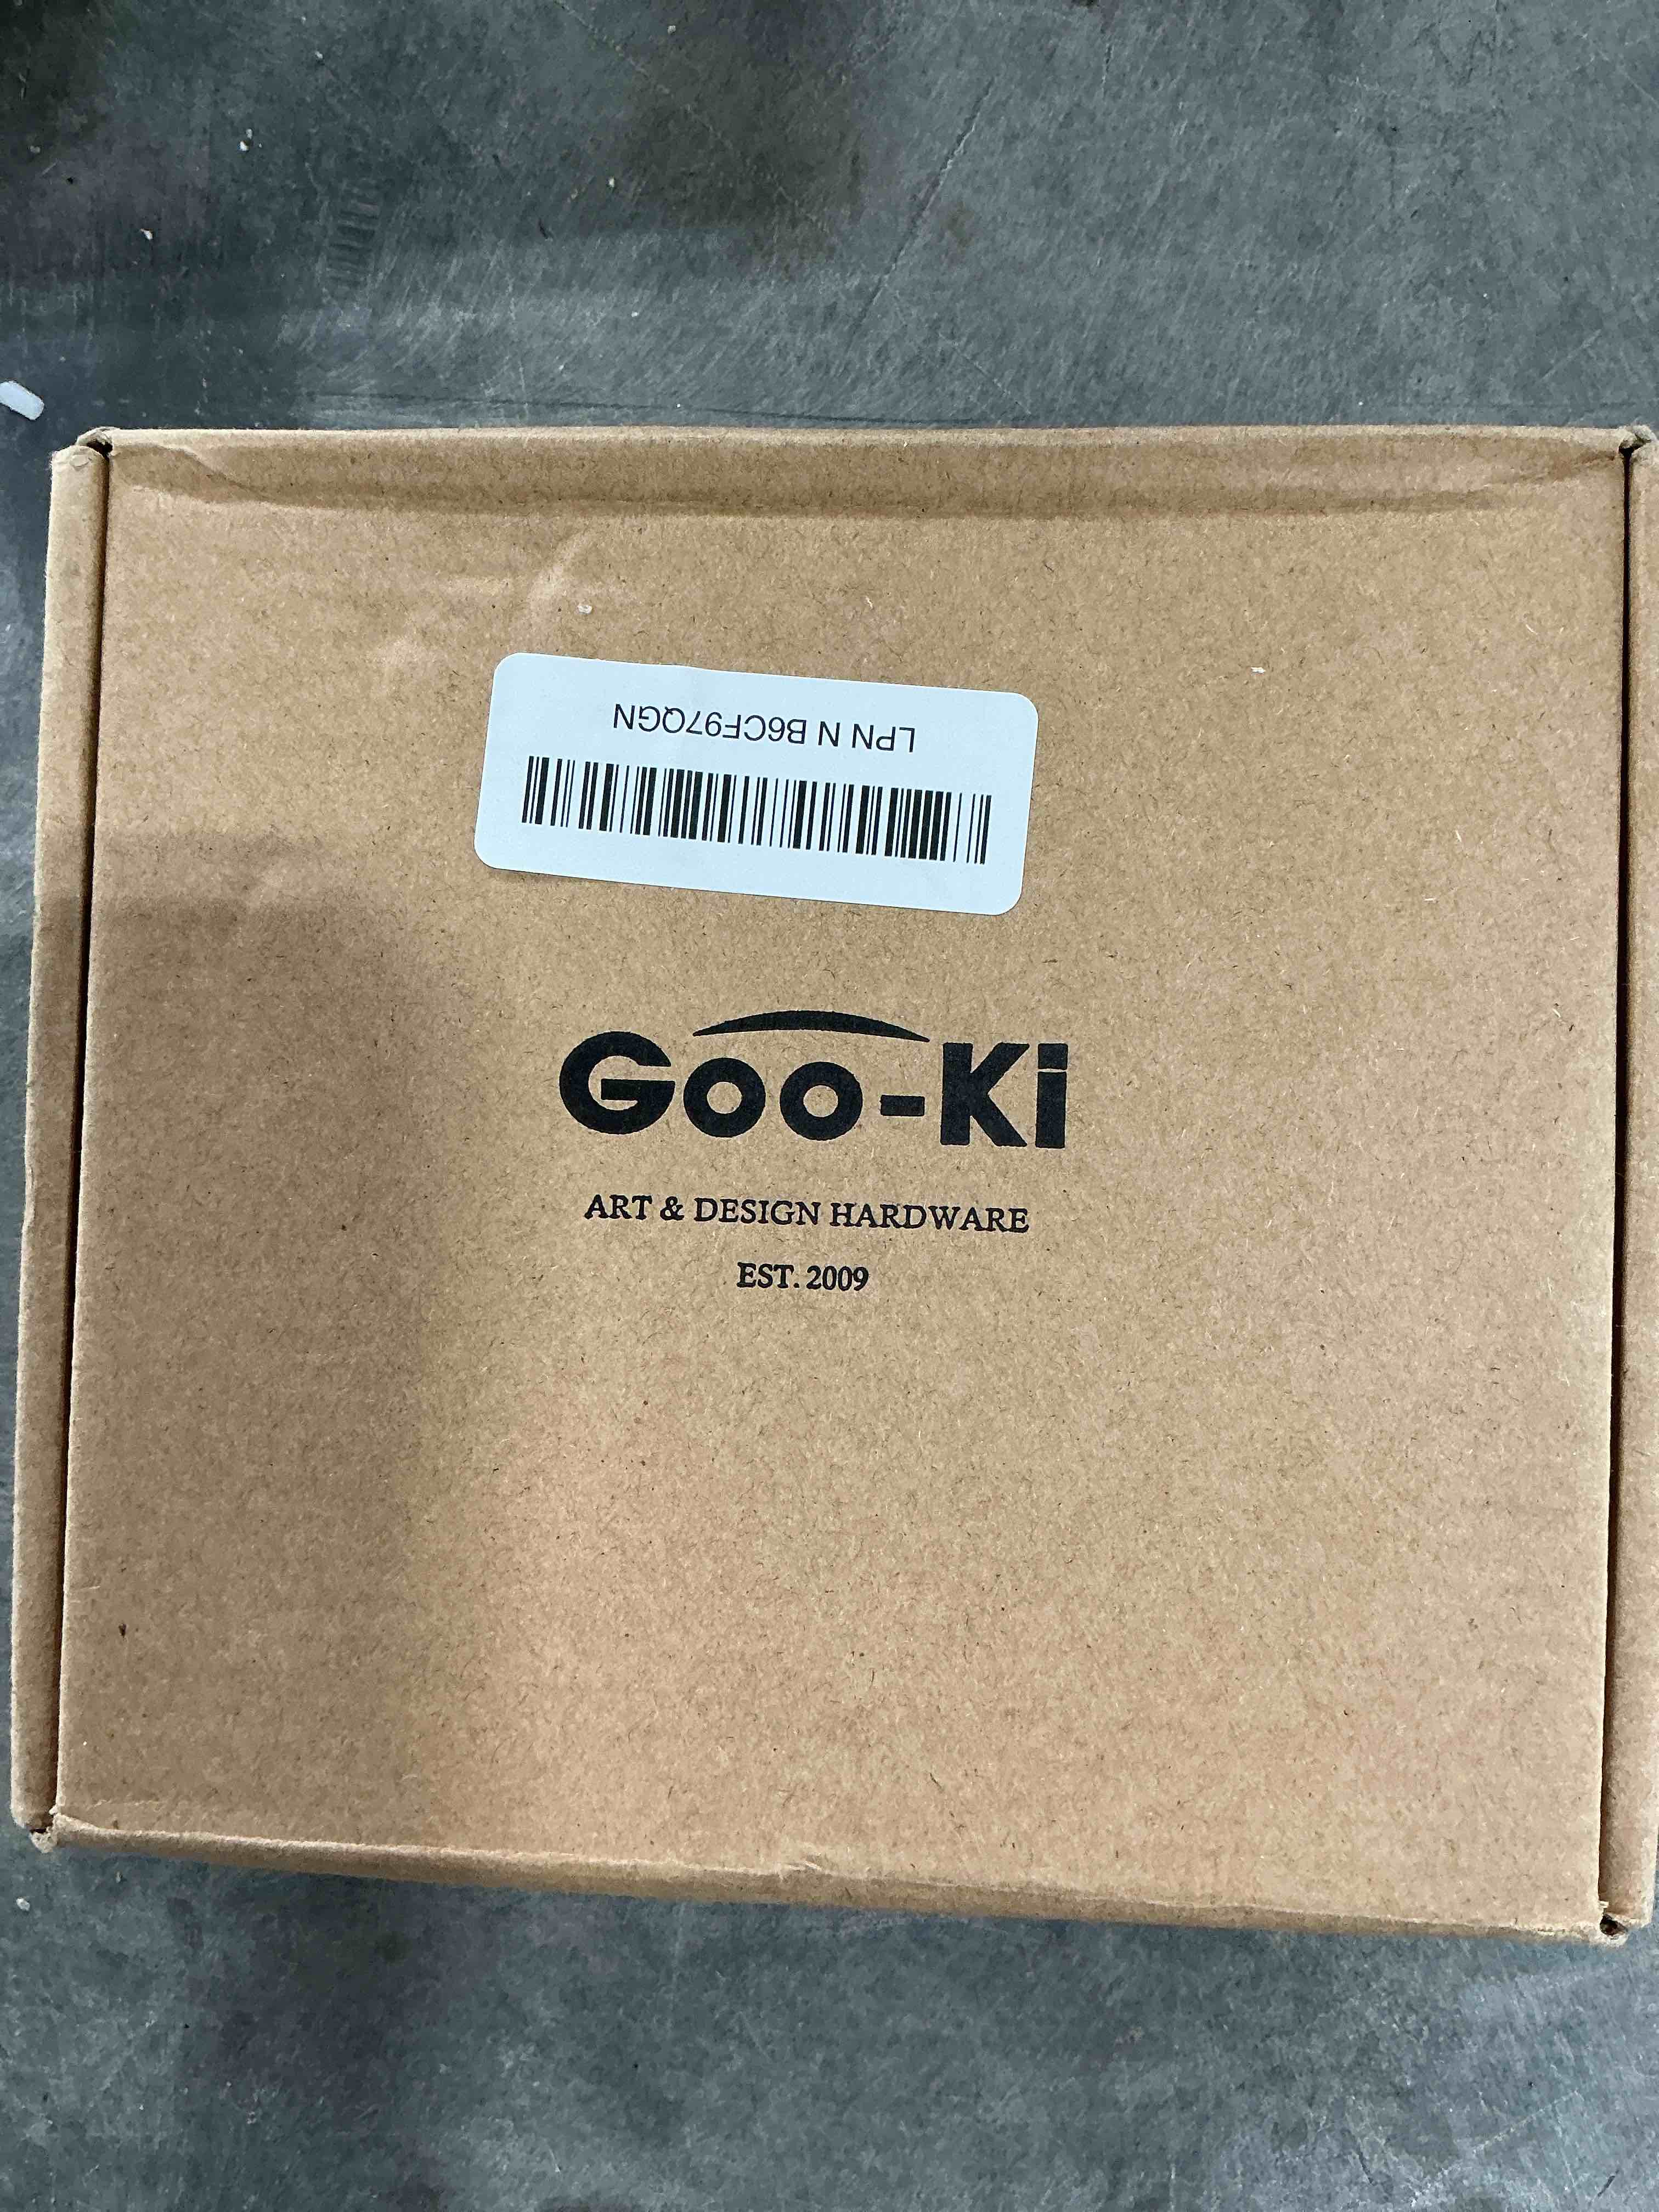 LPN N B6CF97QGN
Goo-Ki
ART & DESIGN HARDWARE
EST. 2009